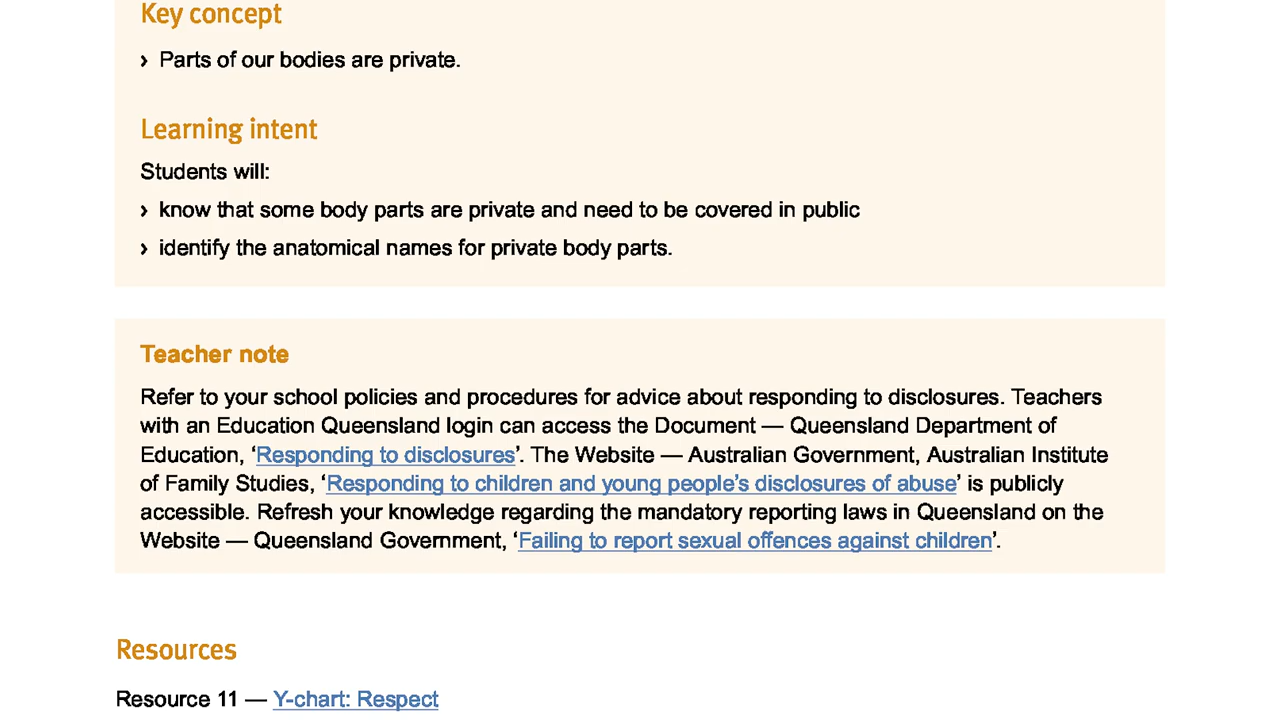 Key concept
› Parts of our bodies are private.
Learning intent
Students will:
› know that some body parts are private and need to be covered in public
› identify the anatomical names for private body parts.
Teacher note
Refer to your school policies and procedures for advice about responding to disclosures. Teachers
with an Education Queensland login can access the Document — Queensland Department of
Education, ‘Responding to disclosures’. The Website — Australian Government, Australian Institute
of Family Studies, ‘Responding to children and young people’s disclosures of abuse’ is publicly
accessible. Refresh your knowledge regarding the mandatory reporting laws in Queensland on the
Website — Queensland Government, ‘Failing to report sexual offences against children’.
Resources
Resource 11 — Y-chart: Respect